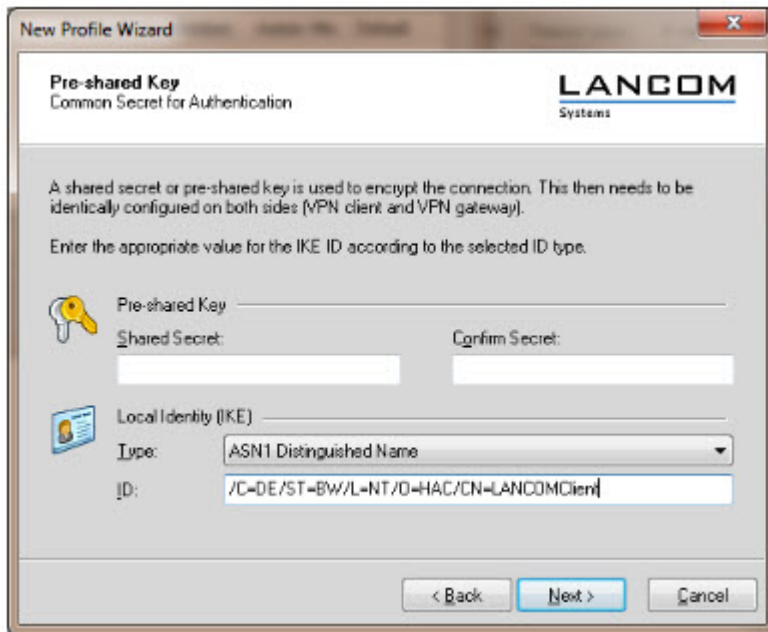 New Profile Wizard
Pre-shared Key
Common Secret for Authentication
LANCOM
Systems
A shared secret or pre-shared key is used to encrypt the connection. This then needs to be
identically configured on both sides (VPN client and VPN gateway).
Enter the appropriate value for the IKE ID according to the selected ID type.
Pre-shared Key
Shared Secret:
Confirm Secret:
Local Identity (IKE)
Type:
ASN1 Distinguished Name
ID:
/C=DE/ST=BW/L=NT/O=HAC/CN=LANCOMClient
< Back
Next >
Cancel